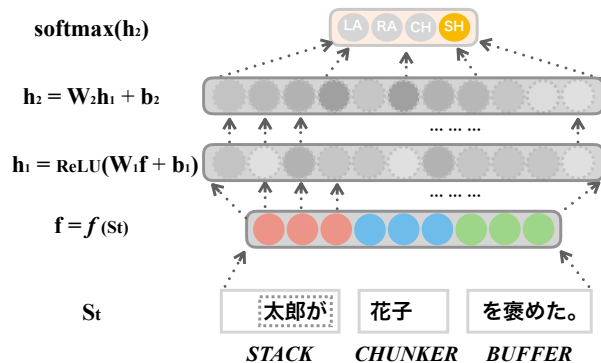 softmax(h₂)
LA RA CH SH
h₂ = W₂h₁ + b₂
... ...
h₁ = ReLU(W₁f + b₁)
... ...
f = f (St)
St 太郎が 花子 を褒めた。
STACK CHUNKER BUFFER